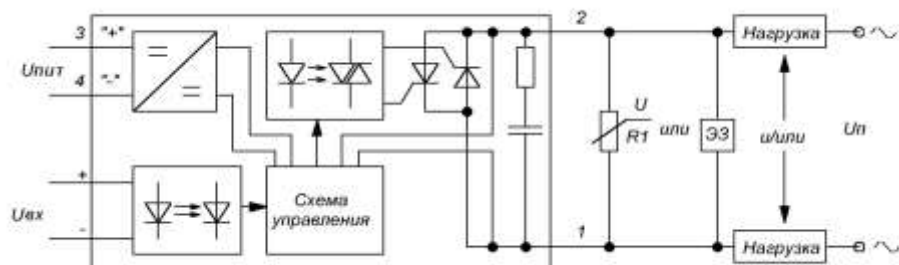 3 "+"
2
Нагрузка
Uпит
4 "-"
U
R1
или
ЭЗ
и/или
Uп
+
Uвх
-
Схема
управления
1
Нагрузка